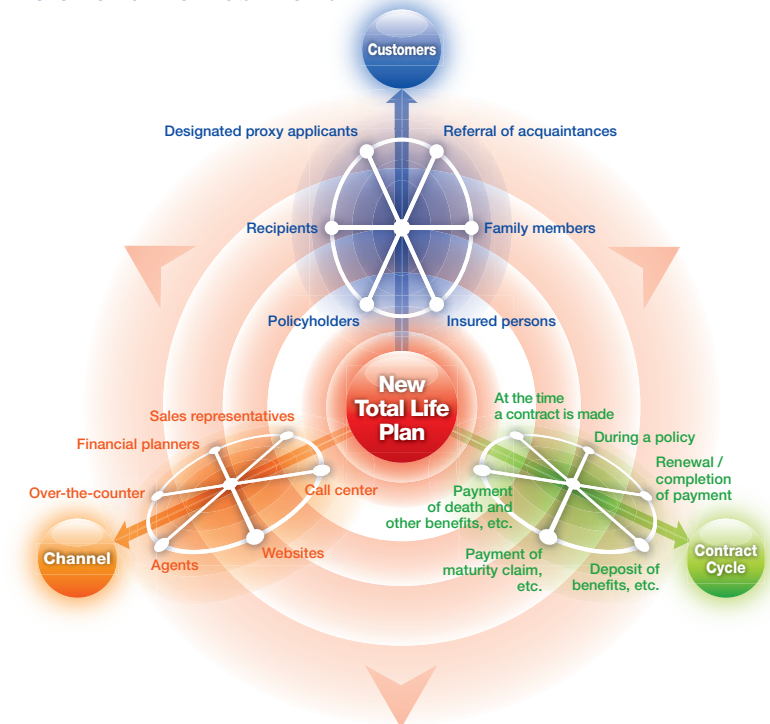 Customers
Designated proxy applicants
Referral of acquaintances
Recipients
Family members
Policyholders
Insured persons
New
Total Life
Plan
Sales representatives
Financial planners
Over-the-counter
Call center
Websites
Agents
Channel
At the time
a contract is made
During a policy
Renewal /
completion
of payment
Payment
of death and
other benefits, etc.
Payment of
maturity claim,
etc.
Deposit of
benefits, etc.
Contract
Cycle